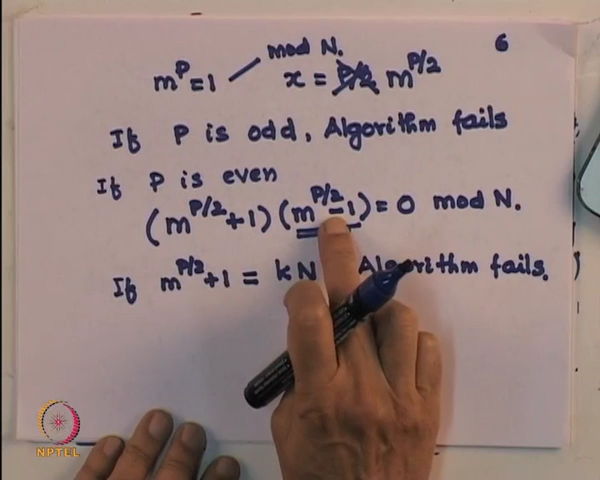 6
mod N.
m^P = 1 x = P/2 m^P/2
If P is odd, Algorithm fails
If P is even
(m^P/2 + 1) (m^P/2 - 1) = 0 mod N.
If m^P/2 + 1 = kN Algorithm fails.
NPTEL